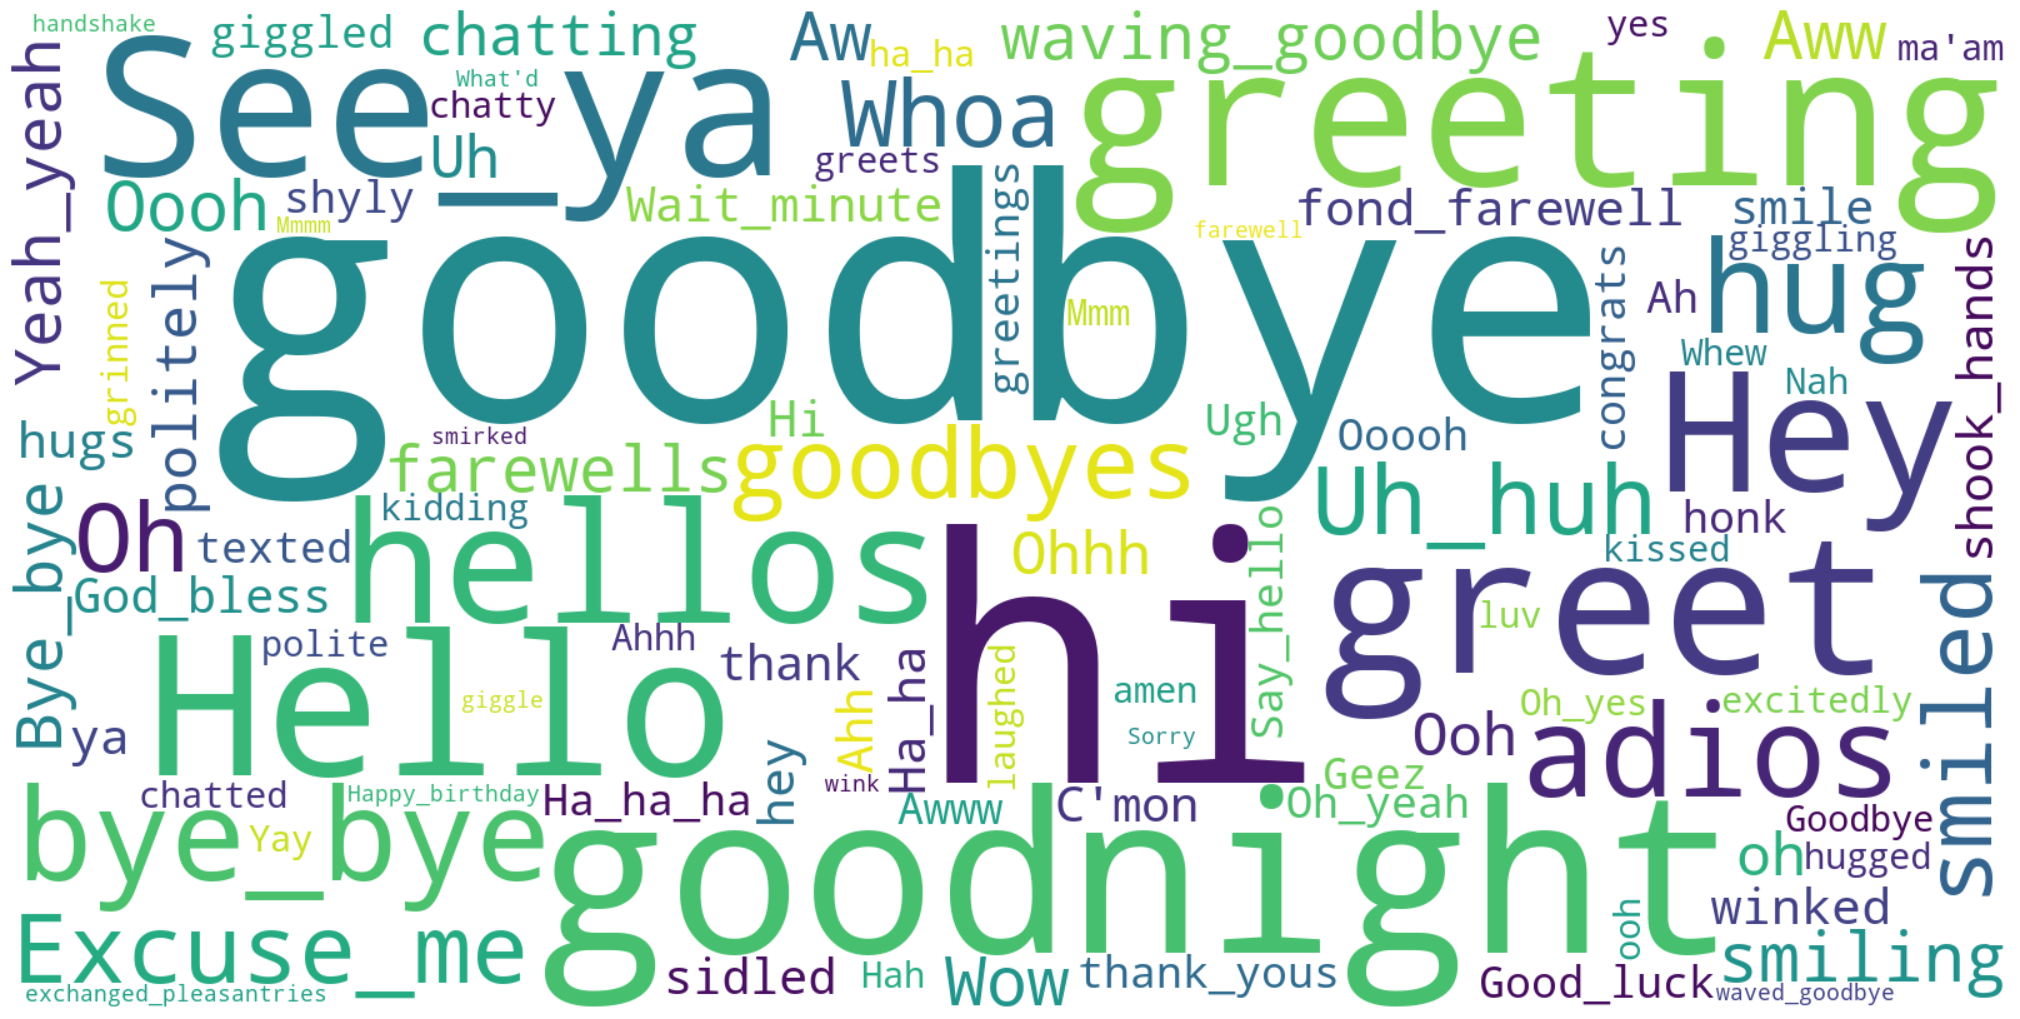 handshake
giggled
chatting
Aw
ha_ha
waving_goodbye
yes
Aww
ma'am
See_ya
What'd
chatty
Uh
Whoa
greeting
greets
Yeah_yeah
Oooh
shyly
Mmmm
Wait_minute
greetings
farewell
fond_farewell
smile
giggling
hug
goodbye
Mmm
congrats
Ah
Whew
Nah
shook_hands
grinned
politely
Hey
hugs
smirked
farewells
Hi
goodbyes
Ugh
Ooooh
Uh_huh
honk
kissed
Bye_bye
Oh
texted
kidding
hellos
Ohhh
hi
Say_hello
greet
luv
smiled
God_bless
Hello
polite
giggle
Ahhh
thank
ya
Ahh
Ha_ha
laughed
amen
Sorry
Oh_yes
excitedly
Ooh
adios
chatted
Happy_birthday
Ha_ha_ha
hey
wink
Awww
C'mon
Geez
Oh_yeah
Goodbye
bye_bye
Yay
goodnight
oh
hugged
winked
ooh
Excuse_me
exchanged_pleasantries
sidled
Hah
Wow
thank_yous
Good_luck
smiling
waved_goodbye